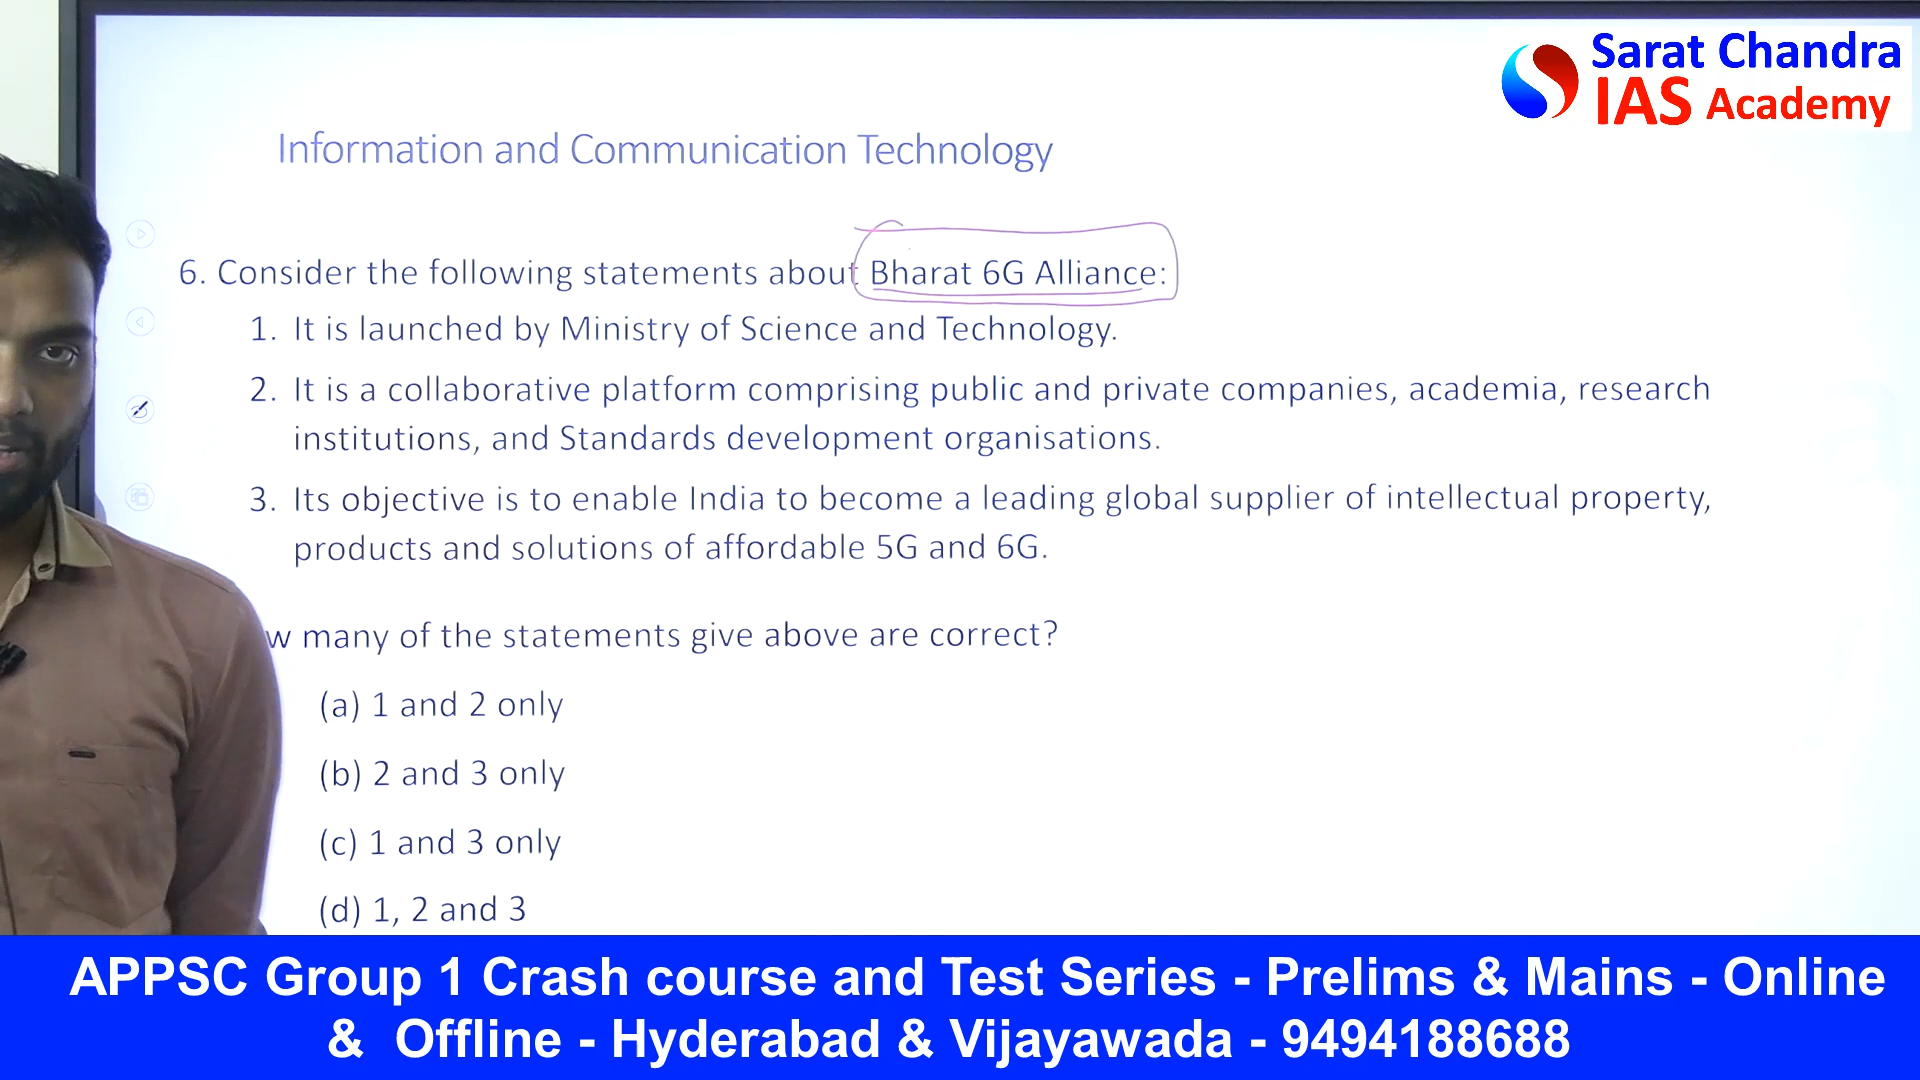 Sarat Chandra
IAS Academy
Information and Communication Technology
6. Consider the following statements about Bharat 6G Alliance:
1. It is launched by Ministry of Science and Technology.
2. It is a collaborative platform comprising public and private companies, academia, research
institutions, and Standards development organisations.
3. Its objective is to enable India to become a leading global supplier of intellectual property,
products and solutions of affordable 5G and 6G.
w many of the statements give above are correct?
(a) 1 and 2 only
(b) 2 and 3 only
(c) 1 and 3 only
(d) 1, 2 and 3
APPSC Group 1 Crash course and Test Series - Prelims & Mains - Online
& Offline - Hyderabad & Vijayawada - 9494188688